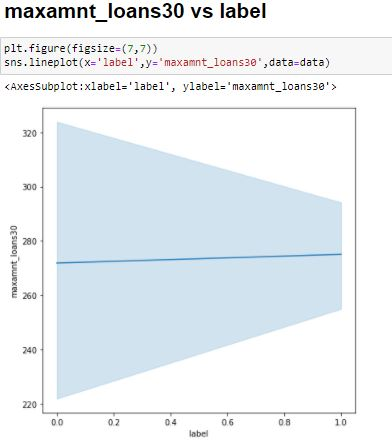 maxamnt_loans30 vs label
plt.figure(figsize=(7,7))
sns.lineplot(x='label',y='maxamnt_loans30',data=data)
<AxesSubplot:xlabel='label', ylabel='maxamnt_loans30'>
320
300
280
260
240
220
maxamnt_loans30
0.0 0.2 0.4 0.6 0.8 1.0
label